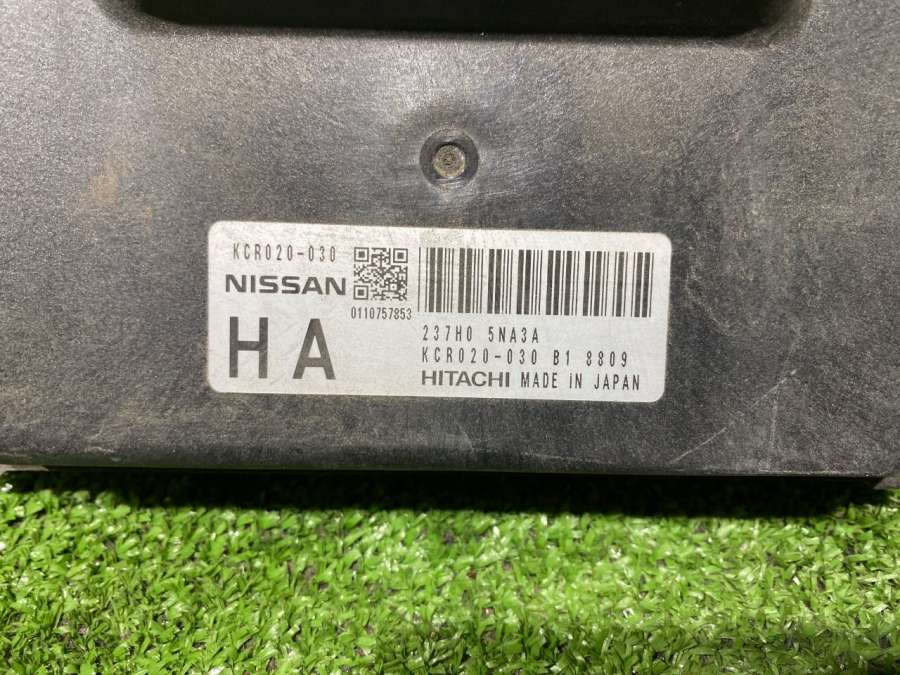 KCR020-030
NISSAN
0110757853
HA
237H0 5NA3A
KCR020-030 B1 8809
HITACHI MADE IN JAPAN